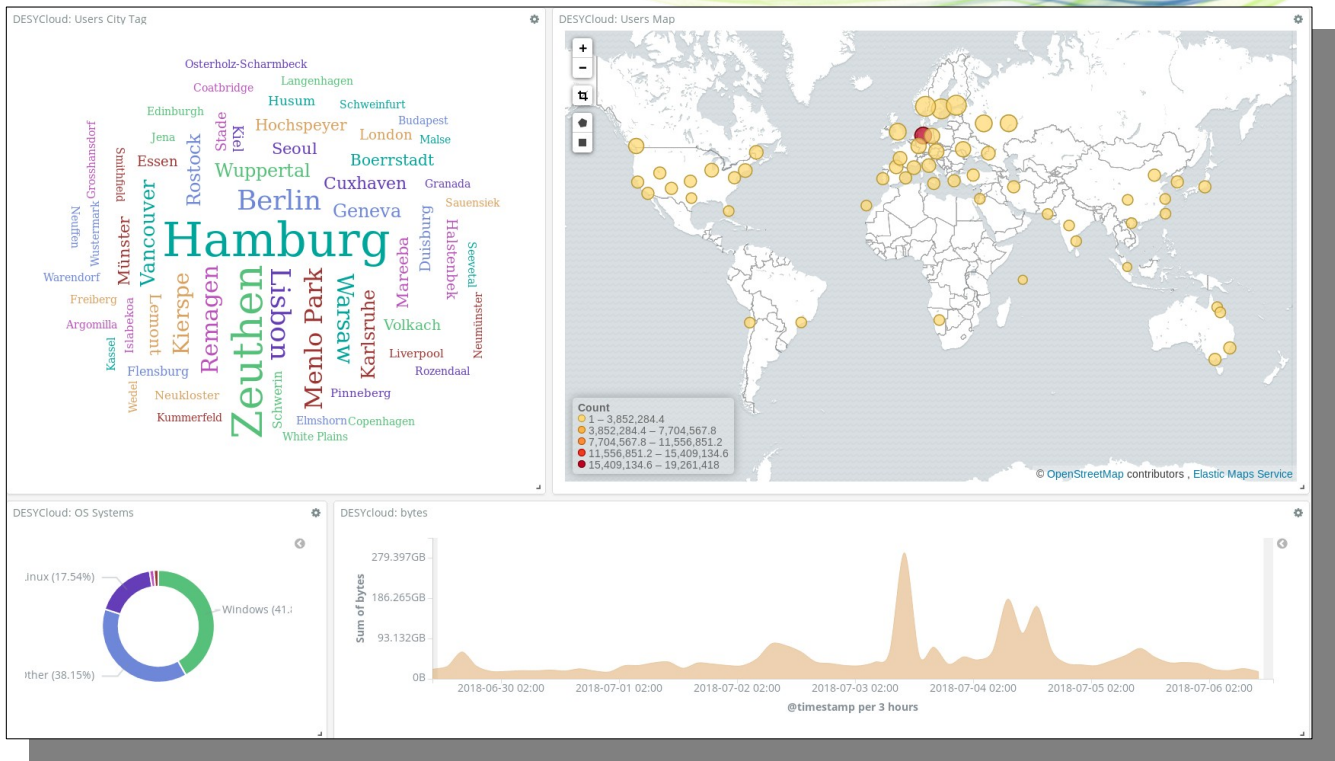 DESYCloud: Users City Tag
Osterholz-Scharmbeck
Coatbridge
Langenhagen
Husum
Schweinfurt
Edinburgh
Stade
Kiel
Hochspeyer
Budapest
London
Malse
Jena
Grosshansdorf
Smithfield
Essen
Rostock
Seoul
Boerrstadt
Wuppertal
Cuxhaven
Granada
Berlin
Geneva
Sauensiek
Neuffen
Wustermark
Münster
Vancouver
Hamburg
Duisburg
Halstenbek
Seevetal
Mareeba
Warendorf
Freiberg
Argomilla
Islabekoa
Kassel
Lemont
Kierspe
Remagen
Zeuthen
Lisbon
Menlo Park
Warsaw
Karlsruhe
Volkach
Neumünster
Liverpool
Rozendaal
Flensburg
Wedel
Neukloster
Kummerfeld
Schwerin
Pinneberg
Elmshorn
Copenhagen
White Plains
DESYCloud: Users Map
+
−
Count
1 – 3,852,284.4
3,852,284.4 – 7,704,567.8
7,704,567.8 – 11,556,851.2
11,556,851.2 – 15,409,134.6
15,409,134.6 – 19,261,418
© OpenStreetMap contributors , Elastic Maps Service
DESYCloud: OS Systems
inux (17.54%)
Windows (41.
ther (38.15%)
DESYcloud: bytes
Sum of bytes
279.397GB
186.265GB
93.132GB
0B
2018-06-30 02:00
2018-07-01 02:00
2018-07-02 02:00
2018-07-03 02:00
2018-07-04 02:00
2018-07-05 02:00
2018-07-06 02:00
@timestamp per 3 hours